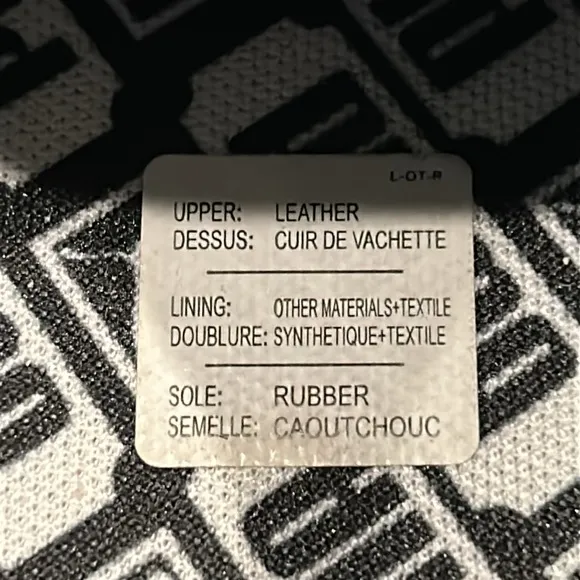 L-OT-R
UPPER: LEATHER
DESSUS: CUIR DE VACHETTE
LINING: OTHER MATERIALS+TEXTILE
DOUBLURE: SYNTHETIQUE+TEXTILE
SOLE: RUBBER
SEMELLE: CAOUTCHOUC